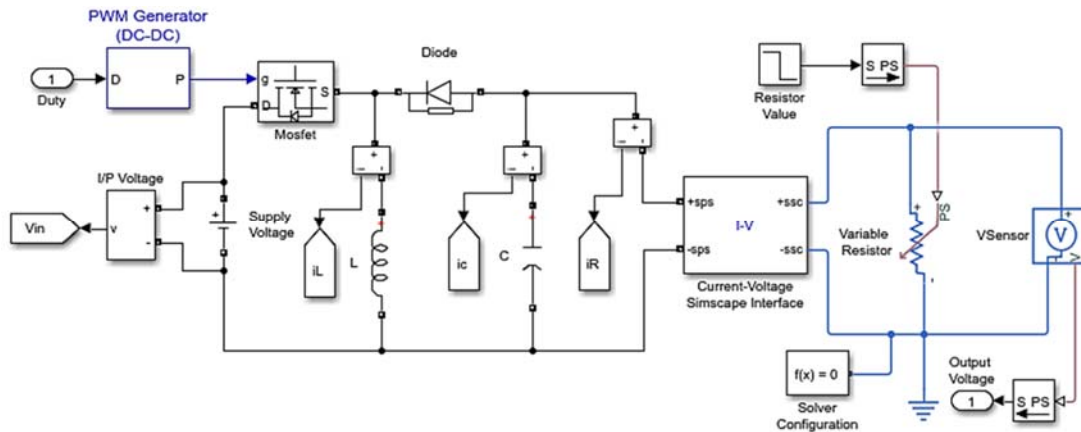 PWM Generator
(DC-DC)
1
Duty
D
P
g
D
S
Mosfet
Diode
I/P Voltage
Vin
v
+
-
+
Supply
Voltage
+ -
i
iL
L
+ -
i
ic
C
+ -
i
iR
+sps
-sps
I-V
+ssc
-ssc
Current-Voltage
Simscape Interface
Resistor
Value
S PS
PS
+
-
Variable
Resistor
VSensor
+
V
V
-
f(x) = 0
Solver
Configuration
Output
Voltage
1
S PS